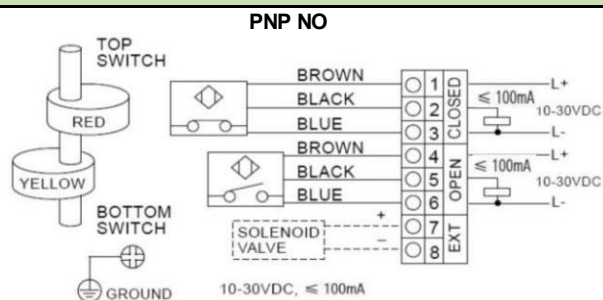 PNP NO
TOP
SWITCH
RED
YELLOW
BOTTOM
SWITCH
GROUND
BROWN
BLACK
BLUE
BROWN
BLACK
BLUE
SOLENOID
VALVE
+
−
10-30VDC, ≤ 100mA
1
2
3
4
5
6
7
8
CLOSED
OPEN
EXT
L+
≤ 100mA
10-30VDC
L-
L+
≤ 100mA
10-30VDC
L-